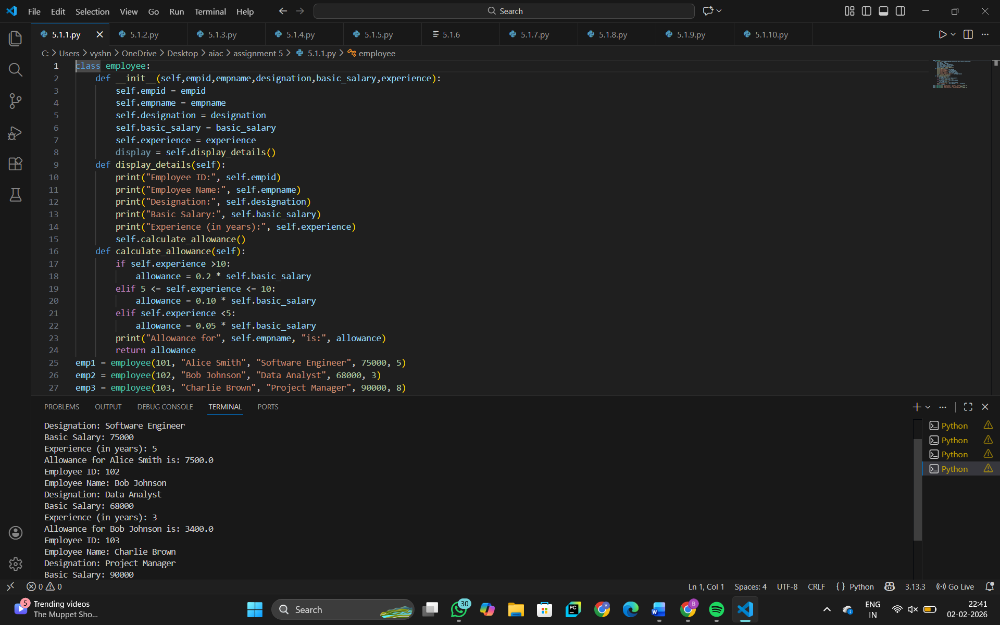 File Edit Selection View Go Run Terminal Help Search
5.1.1.py 5.1.2.py 5.1.3.py 5.1.4.py 5.1.5.py 5.1.6 5.1.7.py 5.1.8.py 5.1.9.py 5.1.10.py
C: > Users > vyshn > OneDrive > Desktop > aiac > assignment 5 > 5.1.1.py > employee
1 class employee:
2 def __init__(self,empid,empname,designation,basic_salary,experience):
3 self.empid = empid
4 self.empname = empname
5 self.designation = designation
6 self.basic_salary = basic_salary
7 self.experience = experience
8 display = self.display_details()
9 def display_details(self):
10 print("Employee ID:", self.empid)
11 print("Employee Name:", self.empname)
12 print("Designation:", self.designation)
13 print("Basic Salary:", self.basic_salary)
14 print("Experience (in years):", self.experience)
15 self.calculate_allowance()
16 def calculate_allowance(self):
17 if self.experience >10:
18 allowance = 0.2 * self.basic_salary
19 elif 5 <= self.experience <= 10:
20 allowance = 0.10 * self.basic_salary
21 elif self.experience <5:
22 allowance = 0.05 * self.basic_salary
23 print("Allowance for", self.empname, "is:", allowance)
24 return allowance
25 emp1 = employee(101, "Alice Smith", "Software Engineer", 75000, 5)
26 emp2 = employee(102, "Bob Johnson", "Data Analyst", 68000, 3)
27 emp3 = employee(103, "Charlie Brown", "Project Manager", 90000, 8)
PROBLEMS OUTPUT DEBUG CONSOLE TERMINAL PORTS
Designation: Software Engineer
Basic Salary: 75000
Experience (in years): 5
Allowance for Alice Smith is: 7500.0
Employee ID: 102
Employee Name: Bob Johnson
Designation: Data Analyst
Basic Salary: 68000
Experience (in years): 3
Allowance for Bob Johnson is: 3400.0
Employee ID: 103
Employee Name: Charlie Brown
Designation: Project Manager
Basic Salary: 90000
Python
Python
Python
Python
0 0 Ln 1, Col 1 Spaces: 4 UTF-8 CRLF { } Python 3.13.3 Go Live
5 Trending videos
The Muppet Sho...
Search
30
PC
V
W
B
ENG
IN
22:41
02-02-2026